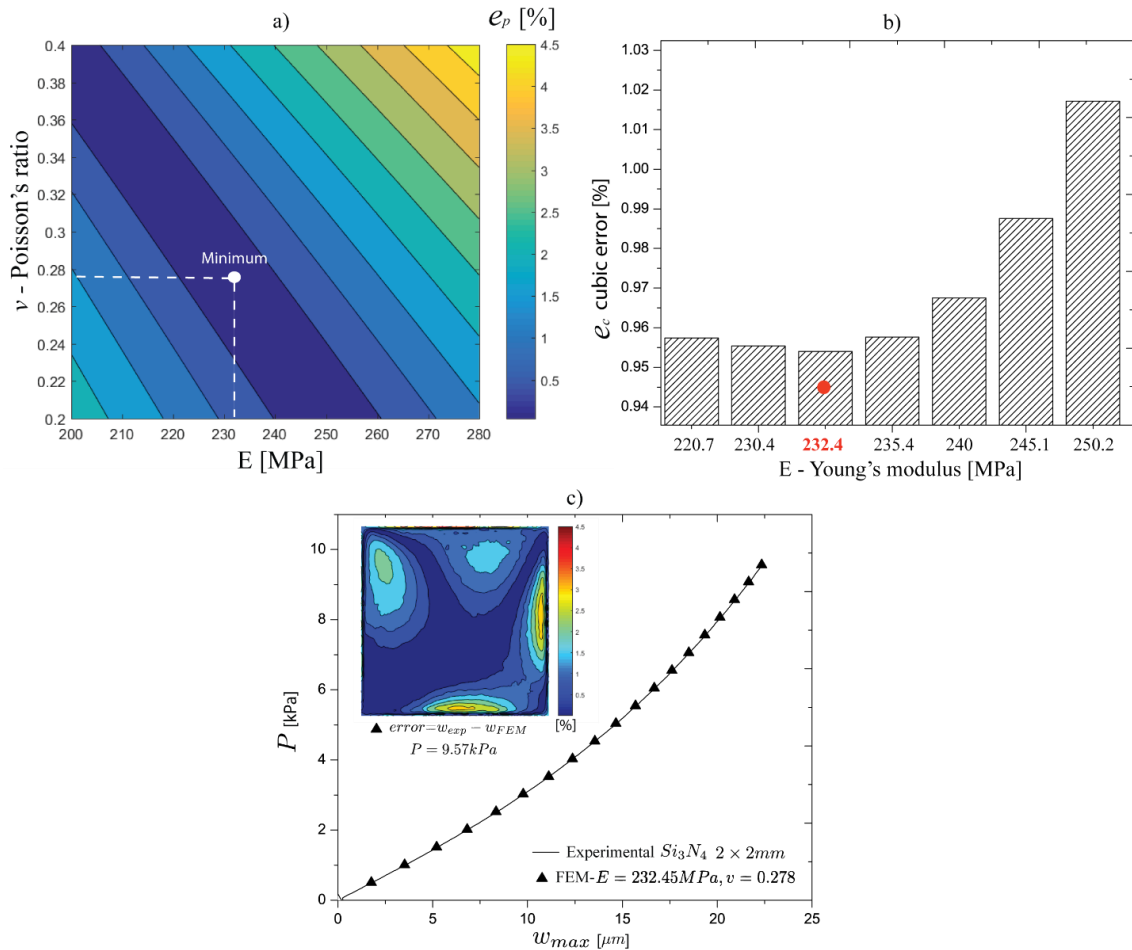 a)
e_p [%]
0.4
0.38
0.36
0.34
0.32
0.3
0.28
0.26
0.24
0.22
0.2
ν - Poisson's ratio
Minimum
200 210 220 230 240 250 260 270 280
E [MPa]
4.5
4
3.5
3
2.5
2
1.5
1
0.5
b)
1.03
1.02
1.01
1.00
0.99
0.98
0.97
0.96
0.95
0.94
e_c cubic error [%]
220.7 230.4 232.4 235.4 240 245.1 250.2
E - Young's modulus [MPa]
c)
10
8
6
4
2
0
P [kPa]
4.5
4
3.5
3
2.5
2
1.5
1
0.5
[%]
▲ error=w_exp − w_FEM
P = 9.57kPa
Experimental Si₃N₄ 2 × 2mm
▲ FEM-E = 232.45MPa, v = 0.278
0 5 10 15 20 25
w_max [μm]